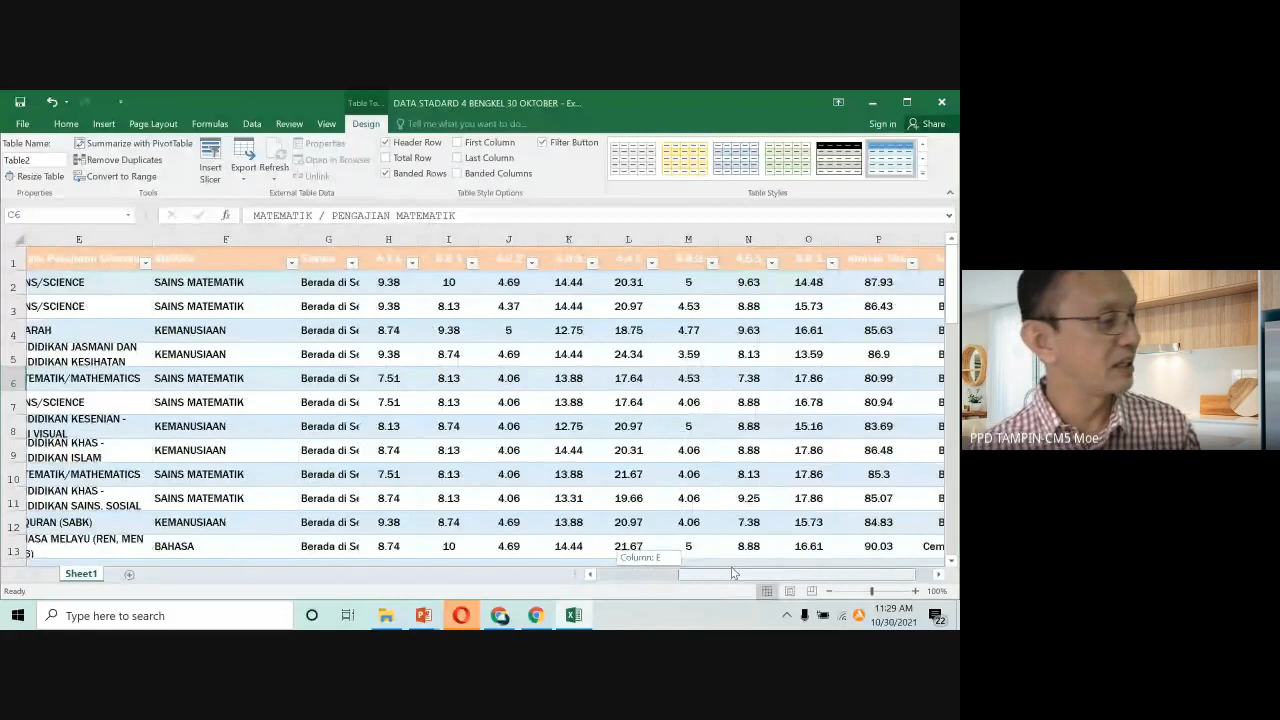 Table To... DATA STADARD 4 BENGKEL 30 OKTOBER - Ex...
File Home Insert Page Layout Formulas Data Review View Design Tell me what you want to do... Sign in Share
Table Name:
Table2
Resize Table
Properties
Summarize with PivotTable
Remove Duplicates
Convert to Range
Tools
Insert
Slicer
Export Refresh
Properties
Open in Browser
Unlink
External Table Data
Header Row First Column Filter Button
Total Row Last Column
Banded Rows Banded Columns
Table Style Options
Table Styles
C6 fx MATEMATIK / PENGAJIAN MATEMATIK
E F G H I J K L M N O P
1
2 NS/SCIENCE SAINS MATEMATIK Berada di Se 9.38 10 4.69 14.44 20.31 5 9.63 14.48 87.93 B
3 NS/SCIENCE SAINS MATEMATIK Berada di Se 9.38 8.13 4.37 14.44 20.97 4.53 8.88 15.73 86.43 B
4 ARAH KEMANUSIAAN Berada di Se 8.74 9.38 5 12.75 18.75 4.77 9.63 16.61 85.63 B
5 DIDIKAN JASMANI DAN
DIDIKAN KESIHATAN KEMANUSIAAN Berada di Se 9.38 8.74 4.69 14.44 24.34 3.59 8.13 13.59 86.9 B
6 TEMATIK/MATHEMATICS SAINS MATEMATIK Berada di Se 7.51 8.13 4.06 13.88 17.64 4.53 7.38 17.86 80.99 B
7 NS/SCIENCE SAINS MATEMATIK Berada di Se 7.51 8.13 4.06 13.88 17.64 4.06 8.88 16.78 80.94 B
8 DIDIKAN KESENIAN -
I VISUAL KEMANUSIAAN Berada di Se 8.13 8.74 4.06 12.75 20.97 5 8.88 15.16 83.69 B
9 DIDIKAN KHAS -
DIDIKAN ISLAM KEMANUSIAAN Berada di Se 8.74 8.13 4.06 14.44 20.31 4.06 8.88 17.86 86.48 B
10 TEMATIK/MATHEMATICS SAINS MATEMATIK Berada di Se 7.51 8.13 4.06 13.88 21.67 4.06 8.13 17.86 85.3 B
11 DIDIKAN KHAS -
DIDIKAN SAINS, SOSIAL SAINS MATEMATIK Berada di Se 8.74 8.13 4.06 13.31 19.66 4.06 9.25 17.86 85.07 B
12 QURAN (SABK) KEMANUSIAAN Berada di Se 9.38 8.74 4.69 13.88 20.97 4.06 7.38 15.73 84.83 B
13 ASA MELAYU (REN, MEN BAHASA Berada di Se 8.74 10 4.69 14.44 21.67 5 8.88 16.61 90.03 Cem
Column: E
Sheet1
Ready 100%
Type here to search
11:29 AM
10/30/2021
22
PPD TAMPIN-CM5 Moe